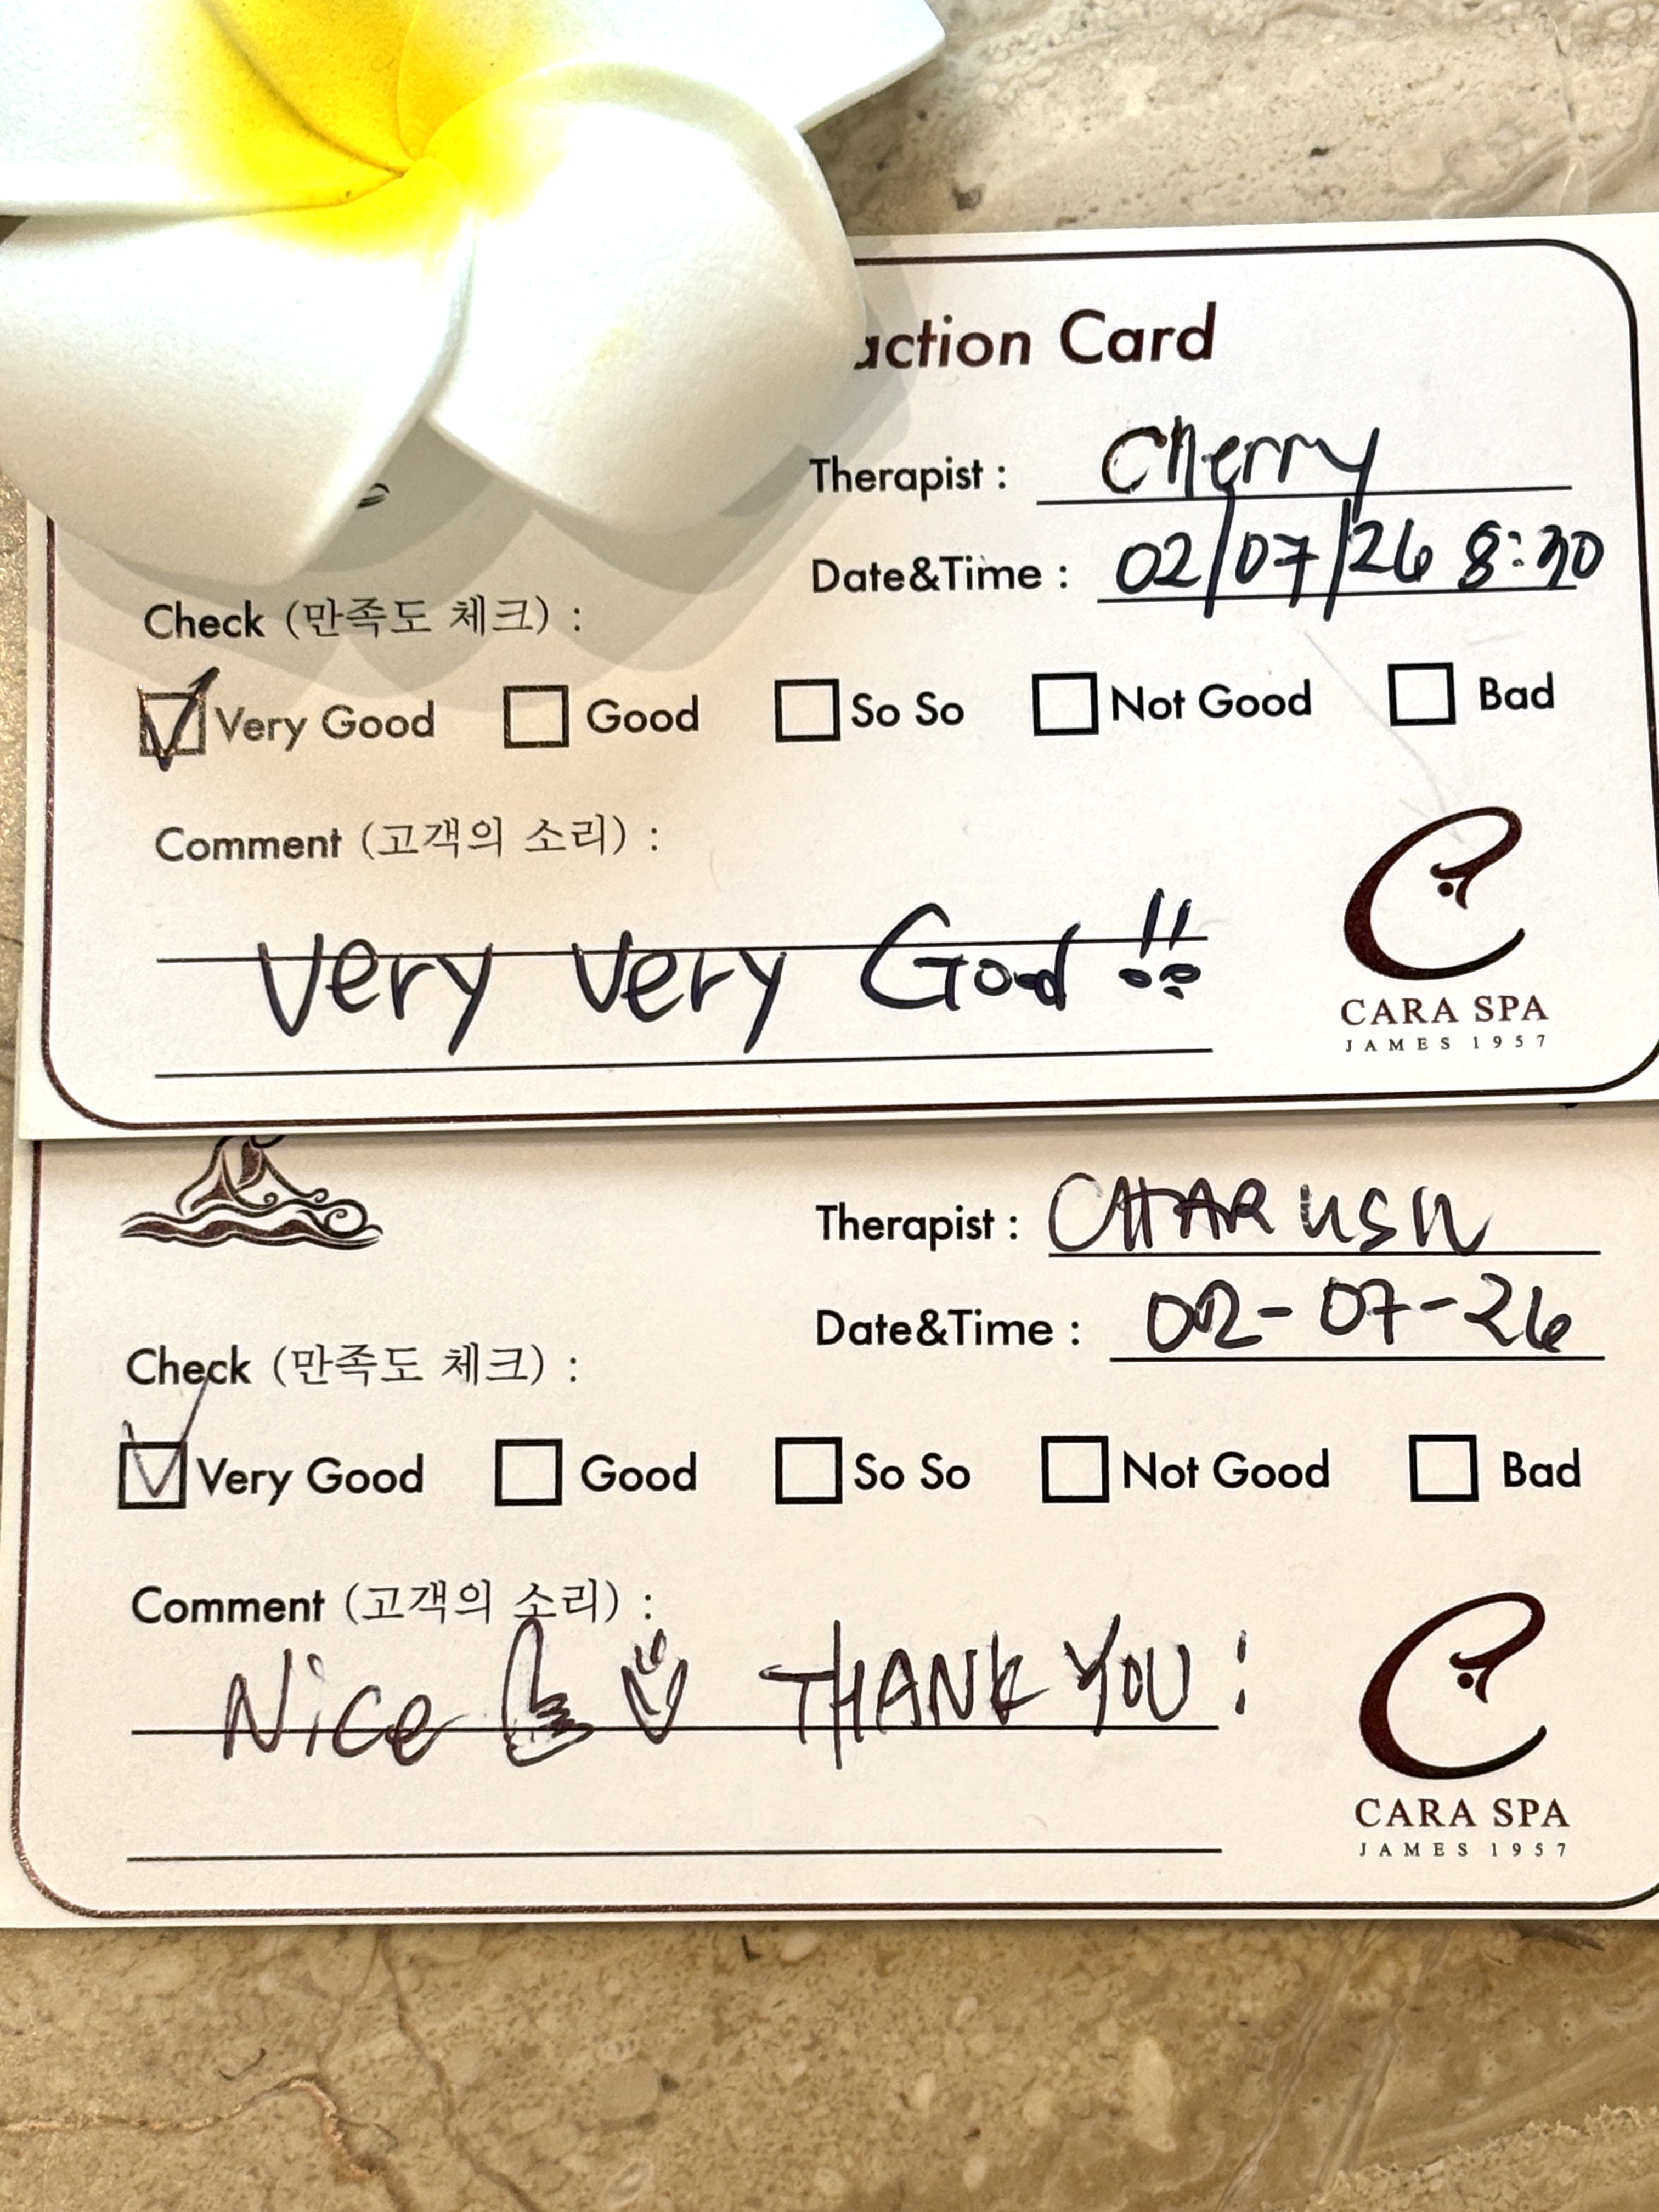 action Card
Therapist : Cherry
Date&Time : 02/07/26 8:30
Check (만족도 체크) :
Very Good Good So So Not Good Bad
Comment (고객의 소리) :
Very Very Good !!
CARA SPA
JAMES 1957
Therapist :
Date&Time : 02-07-26
Check (만족도 체크) :
Very Good Good So So Not Good Bad
Comment (고객의 소리) :
Nice THANK YOU !
CARA SPA
JAMES 1957